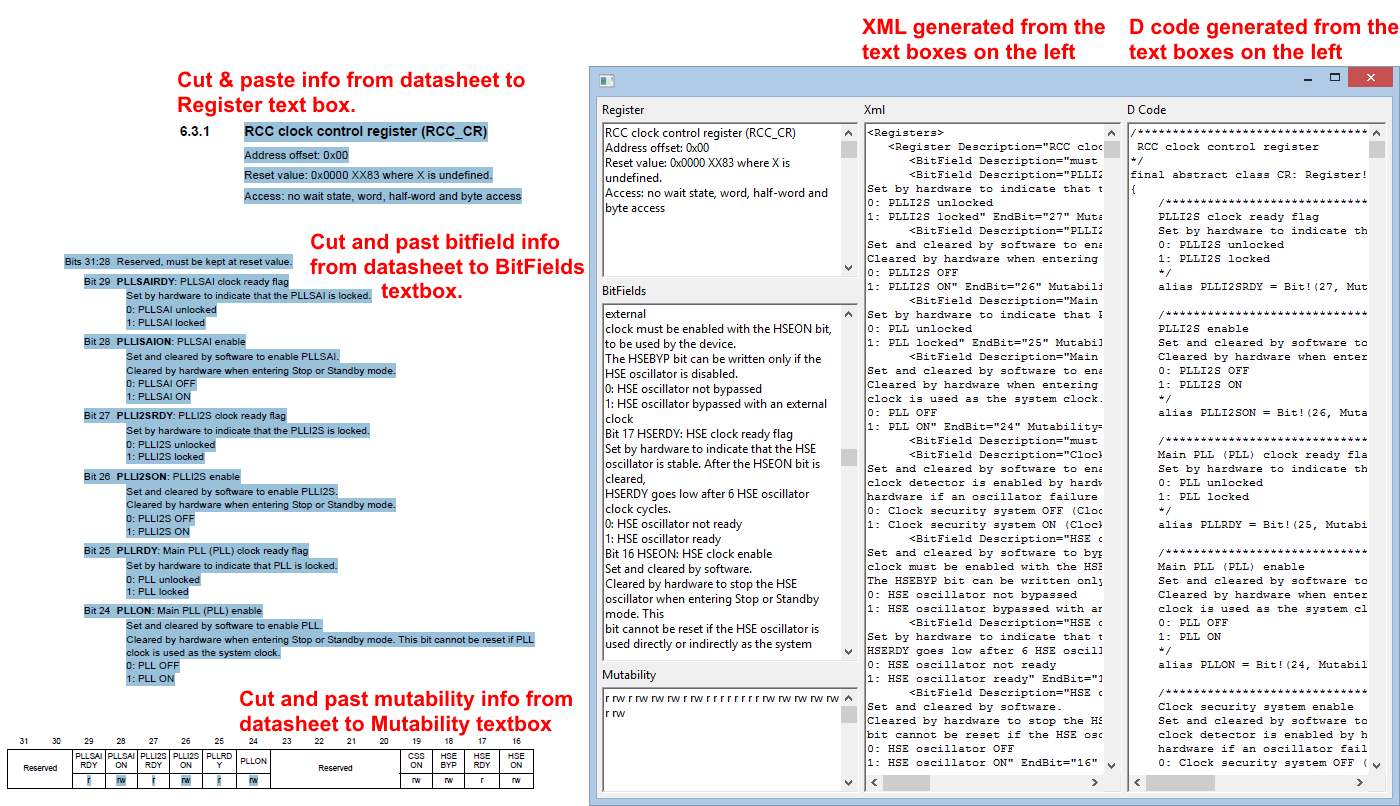 XML generated from the
text boxes on the left
D code generated from the
text boxes on the left
Cut & paste info from datasheet to
Register text box.
6.3.1 RCC clock control register (RCC_CR)
Address offset: 0x00
Reset value: 0x0000 XX83 where X is undefined.
Access: no wait state, word, half-word and byte access
Cut and past bitfield info
from datasheet to BitFields
textbox.
Bits 31:28 Reserved, must be kept at reset value.
Bit 29 PLLSAIRDY: PLLSAI clock ready flag
Set by hardware to indicate that the PLLSAI is locked.
0: PLLSAI unlocked
1: PLLSAI locked
Bit 28 PLLISAION: PLLSAI enable
Set and cleared by software to enable PLLSAI.
Cleared by hardware when entering Stop or Standby mode.
0: PLLSAI OFF
1: PLLSAI ON
Bit 27 PLLI2SRDY: PLLI2S clock ready flag
Set by hardware to indicate that the PLLI2S is locked.
0: PLLI2S unlocked
1: PLLI2S locked
Bit 26 PLLI2SON: PLLI2S enable
Set and cleared by software to enable PLLI2S.
Cleared by hardware when entering Stop or Standby mode.
0: PLLI2S OFF
1: PLLI2S ON
Bit 25 PLLRDY: Main PLL (PLL) clock ready flag
Set by hardware to indicate that PLL is locked.
0: PLL unlocked
1: PLL locked
Bit 24 PLLON: Main PLL (PLL) enable
Set and cleared by software to enable PLL.
Cleared by hardware when entering Stop or Standby mode. This bit cannot be reset if PLL
clock is used as the system clock.
0: PLL OFF
1: PLL ON
Cut and past mutability info from
datasheet to Mutability textbox
31 30 29 28 27 26 25 24 23 22 21 20 19 18 17 16
Reserved PLLSAI PLLSAI PLLI2S PLLI2S PLLRD PLLON Reserved CSS HSE HSE HSE
RDY ON RDY ON Y ON BYP RDY ON
r rw r rw r rw rw rw r rw
Register
RCC clock control register (RCC_CR)
Address offset: 0x00
Reset value: 0x0000 XX83 where X is
undefined.
Access: no wait state, word, half-word and
byte access
BitFields
external
clock must be enabled with the HSEON bit,
to be used by the device.
The HSEBYP bit can be written only if the
HSE oscillator is disabled.
0: HSE oscillator not bypassed
1: HSE oscillator bypassed with an external
clock
Bit 17 HSERDY: HSE clock ready flag
Set by hardware to indicate that the HSE
oscillator is stable. After the HSEON bit is
cleared,
HSERDY goes low after 6 HSE oscillator
clock cycles.
0: HSE oscillator not ready
1: HSE oscillator ready
Bit 16 HSEON: HSE clock enable
Set and cleared by software.
Cleared by hardware to stop the HSE
oscillator when entering Stop or Standby
mode. This
bit cannot be reset if the HSE oscillator is
used directly or indirectly as the system
Mutability
r rw r rw rw rw r rw r r r r r r r r rw rw rw rw rw
r rw
Xml
<Registers>
<Register Description="RCC cloc
<BitField Description="must
<BitField Description="PLLI2
Set by hardware to indicate that t
0: PLLI2S unlocked
1: PLLI2S locked" EndBit="27" Muta
<BitField Description="PLLI2
Set and cleared by software to ena
Cleared by hardware when entering
0: PLLI2S OFF
1: PLLI2S ON" EndBit="26" Mutabili
<BitField Description="Main
Set by hardware to indicate that P
0: PLL unlocked
1: PLL locked" EndBit="25" Mutabil
<BitField Description="Main
Set and cleared by software to ena
Cleared by hardware when entering
clock is used as the system clock.
0: PLL OFF
1: PLL ON" EndBit="24" Mutability=
<BitField Description="must
<BitField Description="Clock
Set and cleared by software to ena
clock detector is enabled by hardw
hardware if an oscillator failure
0: Clock security system OFF (Cloc
1: Clock security system ON (Clock
<BitField Description="HSE c
Set and cleared by software to byp
clock must be enabled with the HSE
The HSEBYP bit can be written only
0: HSE oscillator not bypassed
1: HSE oscillator bypassed with an
<BitField Description="HSE c
Set by hardware to indicate that t
HSERDY goes low after 6 HSE oscill
0: HSE oscillator not ready
1: HSE oscillator ready" EndBit="1
<BitField Description="HSE c
Set and cleared by software.
Cleared by hardware to stop the HS
bit cannot be reset if the HSE osc
0: HSE oscillator OFF
1: HSE oscillator ON" EndBit="16"
D Code
/********************************
RCC clock control register
*/
final abstract class CR: Register!
{
/****************************
PLLI2S clock ready flag
Set by hardware to indicate th
0: PLLI2S unlocked
1: PLLI2S locked
*/
alias PLLI2SRDY = Bit!(27, Mut
/****************************
PLLI2S enable
Set and cleared by software to
Cleared by hardware when enter
0: PLLI2S OFF
1: PLLI2S ON
*/
alias PLLI2SON = Bit!(26, Muta
/****************************
Main PLL (PLL) clock ready fla
Set by hardware to indicate th
0: PLL unlocked
1: PLL locked
*/
alias PLLRDY = Bit!(25, Mutabi
/****************************
Main PLL (PLL) enable
Set and cleared by software to
Cleared by hardware when enter
clock is used as the system cl
0: PLL OFF
1: PLL ON
*/
alias PLLON = Bit!(24, Mutabil
/****************************
Clock security system enable
Set and cleared by software to
clock detector is enabled by h
hardware if an oscillator fail
0: Clock security system OFF (